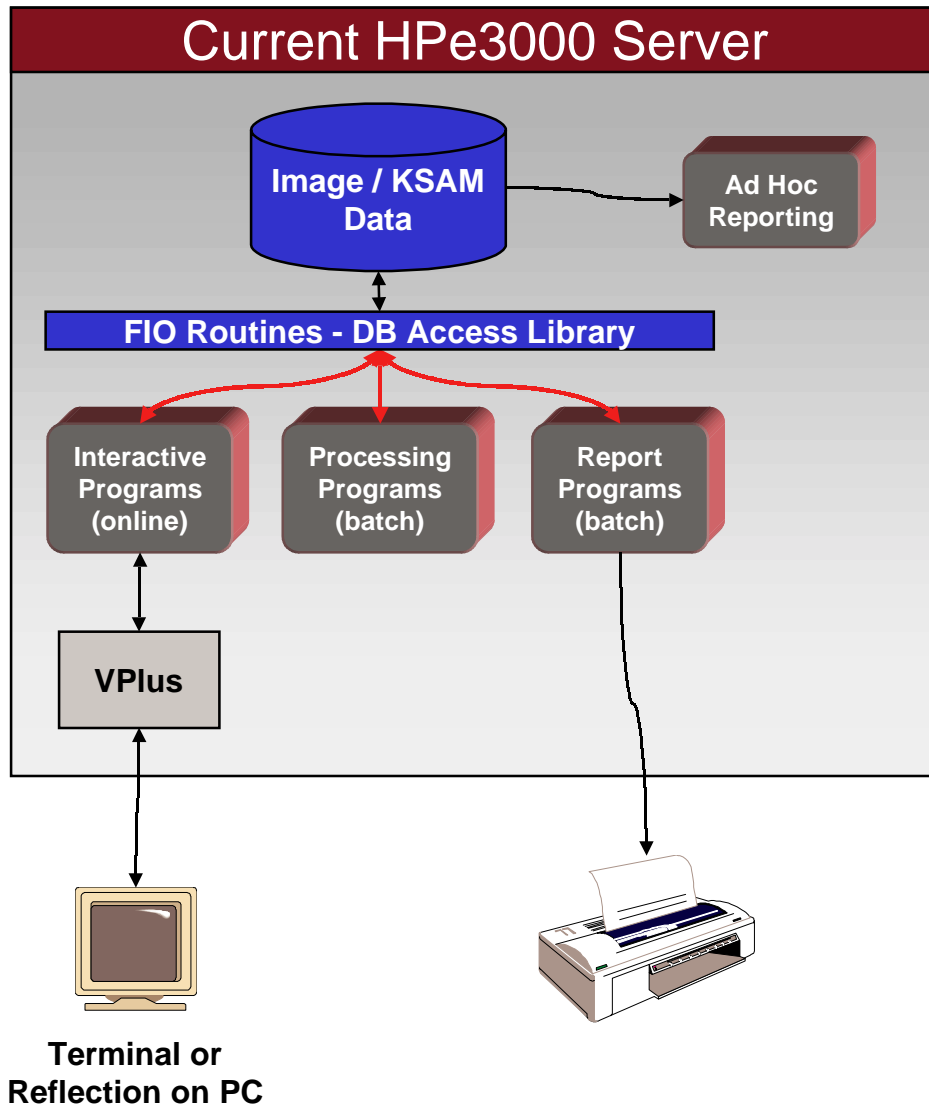 Current HPe3000 Server
Image / KSAM
Data
Ad Hoc
Reporting
FIO Routines - DB Access Library
Interactive
Programs
(online)
Processing
Programs
(batch)
Report
Programs
(batch)
VPlus
Terminal or
Reflection on PC